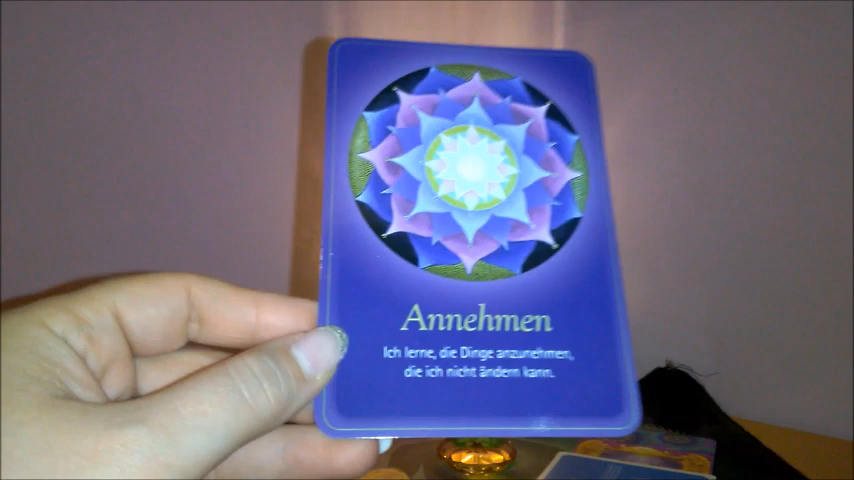 Annehmen
Ich lerne, die Dinge anzunehmen,
die ich nicht ändern kann.